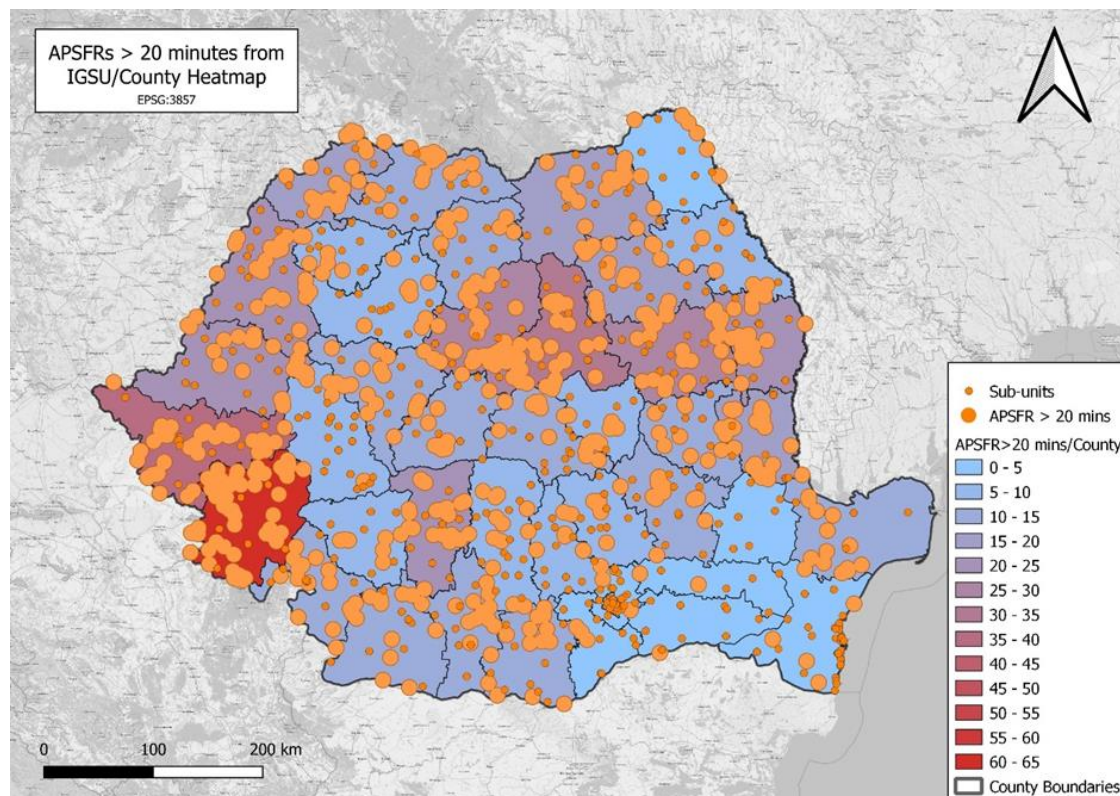 APSFRs > 20 minutes from
IGSU/County Heatmap
EPSG:3857
Sub-units
APSFR > 20 mins
APSFR>20 mins/County
0 - 5
5 - 10
10 - 15
15 - 20
20 - 25
25 - 30
30 - 35
35 - 40
40 - 45
45 - 50
50 - 55
55 - 60
60 - 65
County Boundaries
0 100 200 km